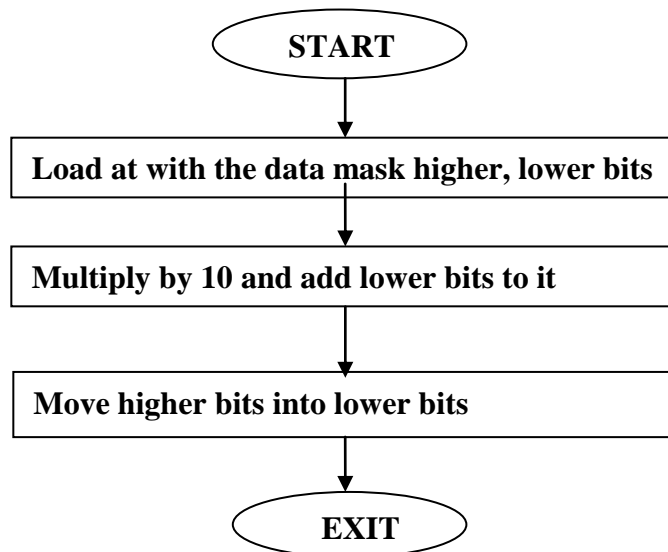 START
Load at with the data mask higher, lower bits
Multiply by 10 and add lower bits to it
Move higher bits into lower bits
EXIT